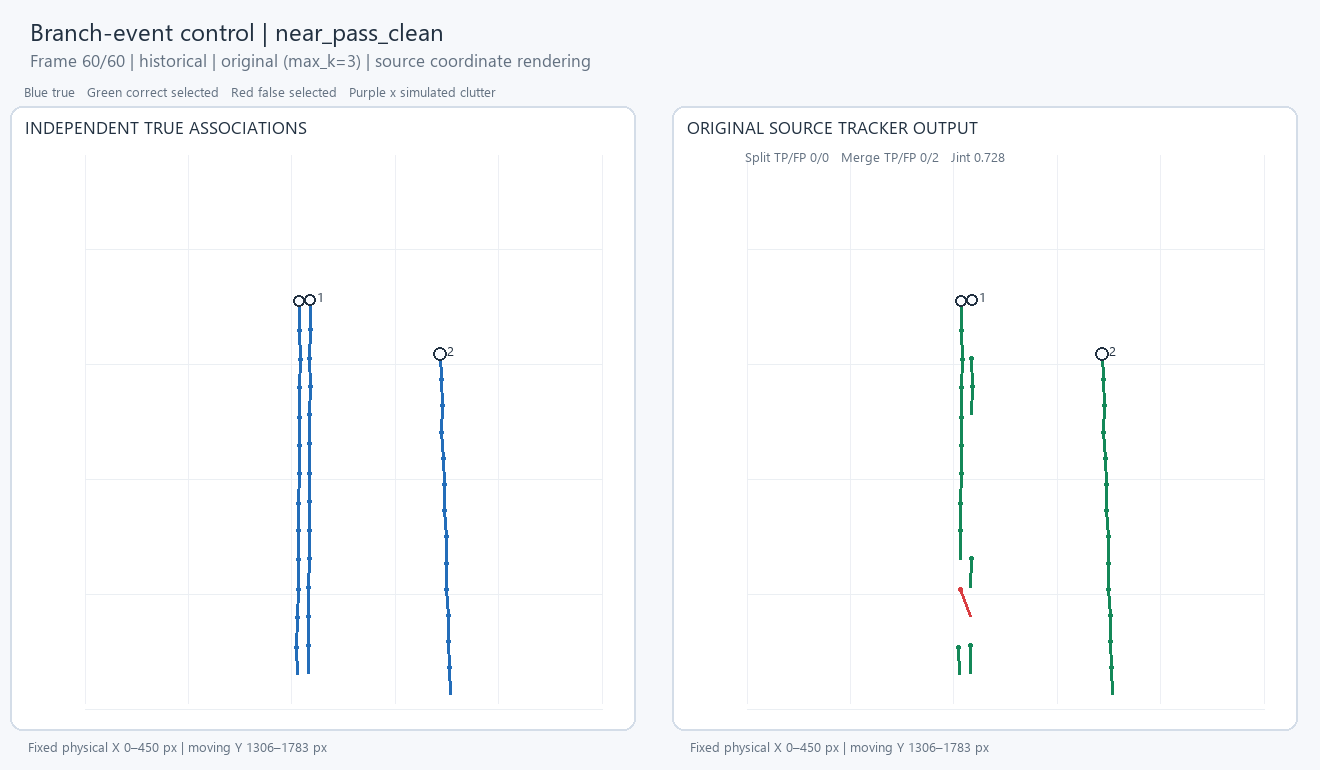 Branch-event control | near_pass_clean
Frame 60/60 | historical | original (max_k=3) | source coordinate rendering
Blue true Green correct selected Red false selected Purple x simulated clutter
INDEPENDENT TRUE ASSOCIATIONS
1
2
Fixed physical X 0–450 px | moving Y 1306–1783 px
ORIGINAL SOURCE TRACKER OUTPUT
Split TP/FP 0/0 Merge TP/FP 0/2 Jint 0.728
1
2
Fixed physical X 0–450 px | moving Y 1306–1783 px